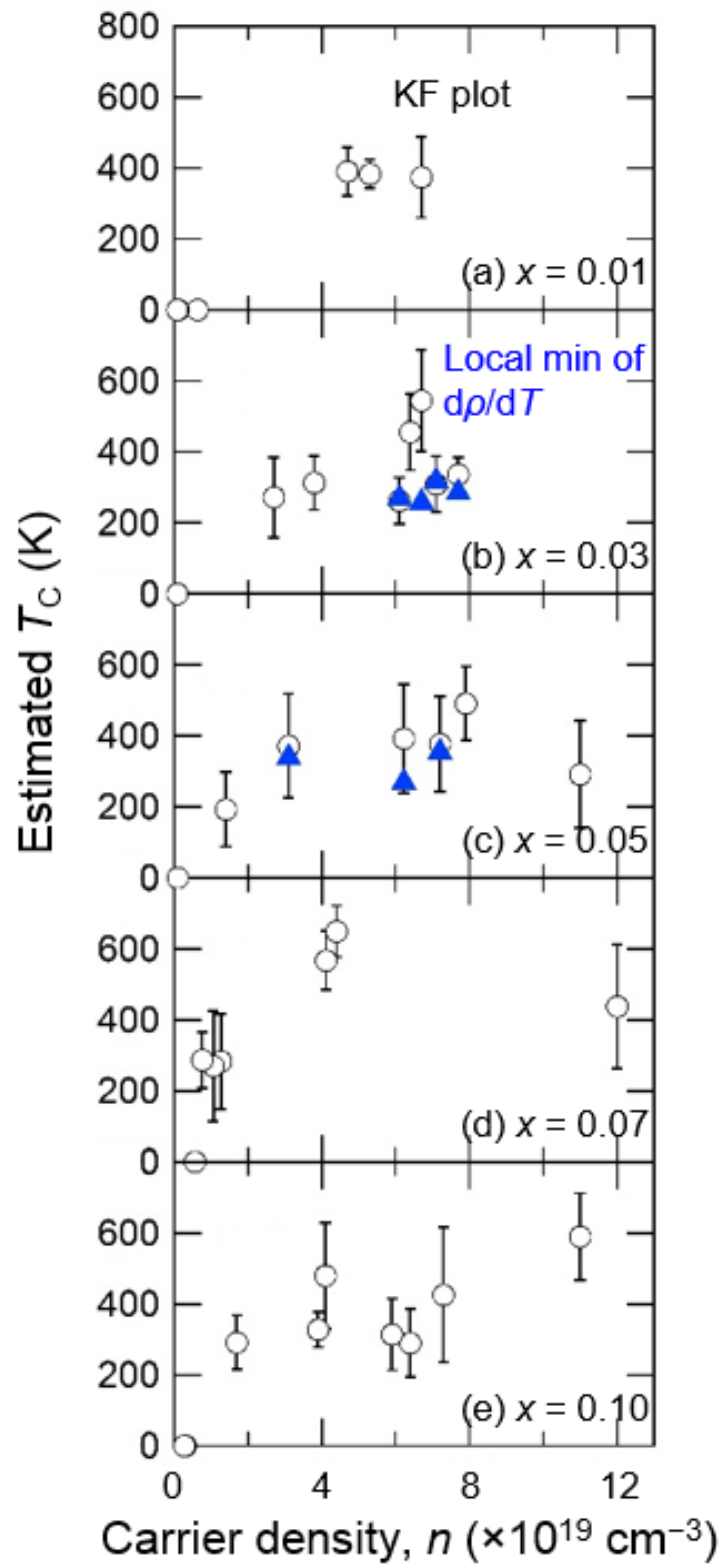 800
600
KF plot
400
200
(a) x = 0.01
0
Local min of
600
dρ/dT
400
200
(b) x = 0.03
0
Estimated T_C (K)
600
400
200
(c) x = 0.05
0
600
400
200
(d) x = 0.07
0
600
400
200
(e) x = 0.10
0
0 4 8 12
Carrier density, n (×10¹⁹ cm⁻³)